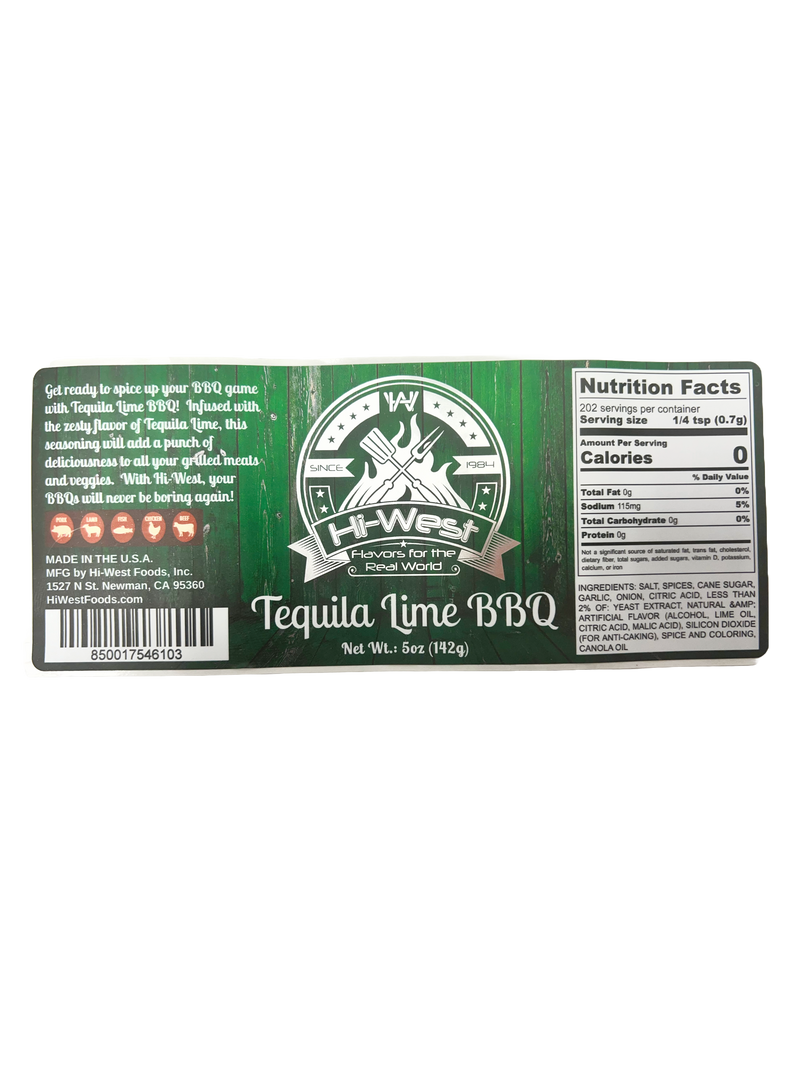 Get ready to spice up your BBQ game
with Tequila Lime BBQ! Infused with
the zesty flavor of Tequila Lime, this
seasoning will add a punch of
deliciousness to all your grilled meats
and veggies. With Hi-West, your
BBQs will never be boring again!
PORK LAMB FISH CHICKEN BEEF
MADE IN THE U.S.A.
MFG by Hi-West Foods, Inc.
1527 N St. Newman, CA 95360
HiWestFoods.com
850017546103
SINCE 1984
Hi-West
Flavors for the
Real World
Tequila Lime BBQ
Net Wt.: 5oz (142g)
Nutrition Facts
202 servings per container
Serving size 1/4 tsp (0.7g)
Amount Per Serving
Calories 0
% Daily Value
Total Fat 0g 0%
Sodium 115mg 5%
Total Carbohydrate 0g 0%
Protein 0g
Not a significant source of saturated fat, trans fat, cholesterol,
dietary fiber, total sugars, added sugars, vitamin D, potassium,
calcium, or iron
INGREDIENTS: SALT, SPICES, CANE SUGAR,
GARLIC, ONION, CITRIC ACID, LESS THAN
2% OF: YEAST EXTRACT, NATURAL &AMP;
ARTIFICIAL FLAVOR (ALCOHOL, LIME OIL,
CITRIC ACID, MALIC ACID), SILICON DIOXIDE
(FOR ANTI-CAKING), SPICE AND COLORING,
CANOLA OIL